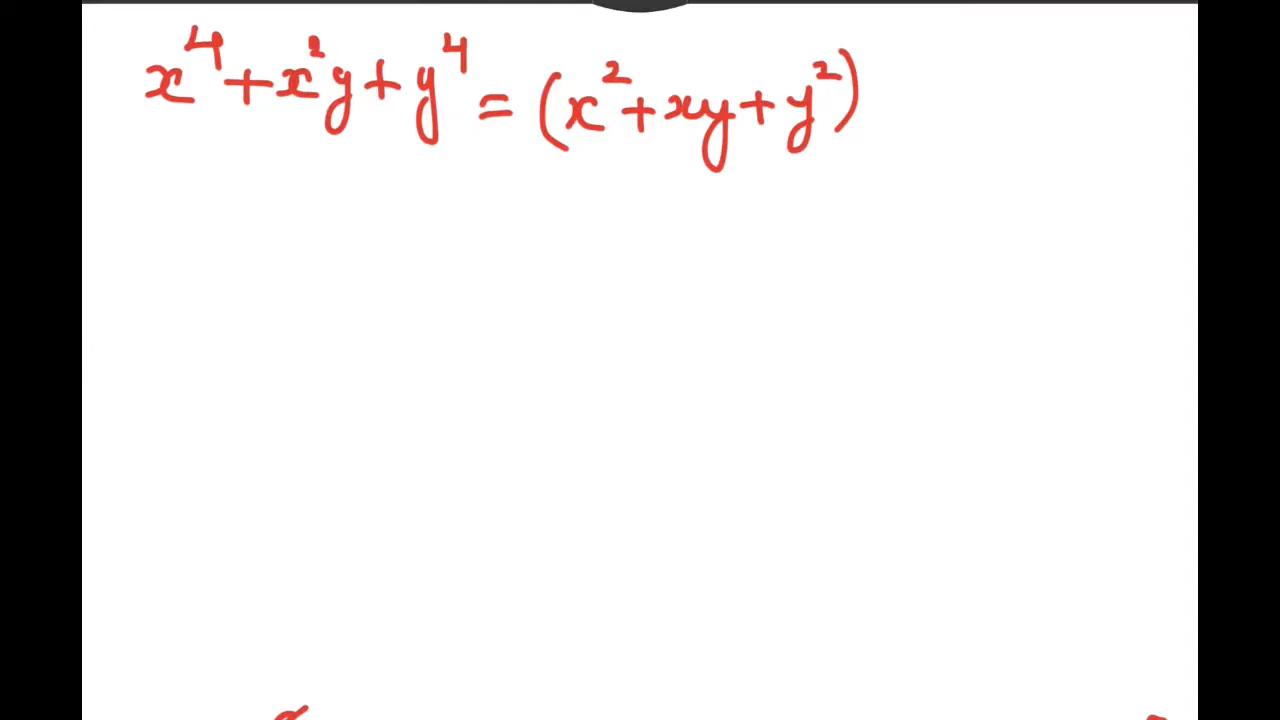 x⁴+x²y+y⁴ = (x²+xy+y²)